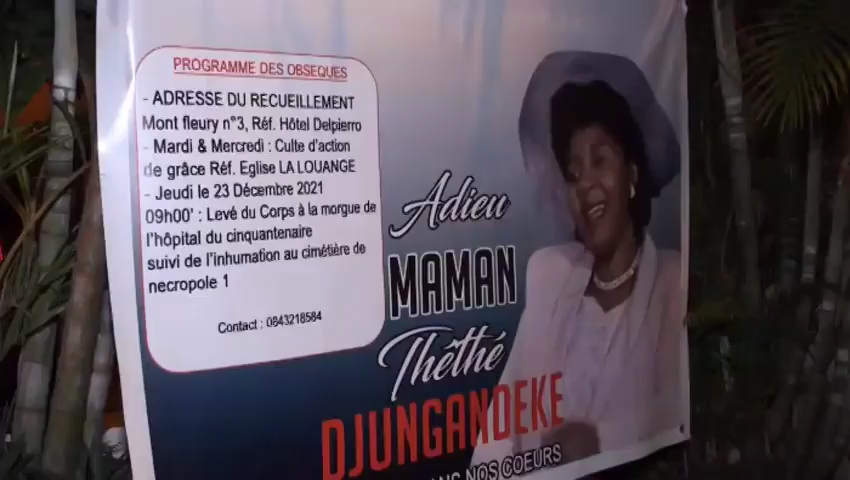 PROGRAMME DES OBSEQUES
- ADRESSE DU RECUEILLEMENT
Mont fleury n°3, Réf. Hôtel Delpierro
- Mardi & Mercredi : Culte d'action
de grâce Réf. Eglise LA LOUANGE
- Jeudi le 23 Décembre 2021
09h00' : Levé du Corps à la morgue de
l'hôpital du cinquantenaire
suivi de l'inhumation au cimétière de
necropole 1
Contact : 0843218584
Adieu
MAMAN
Théthé
DJUNGANDEKE
NOS COEURS